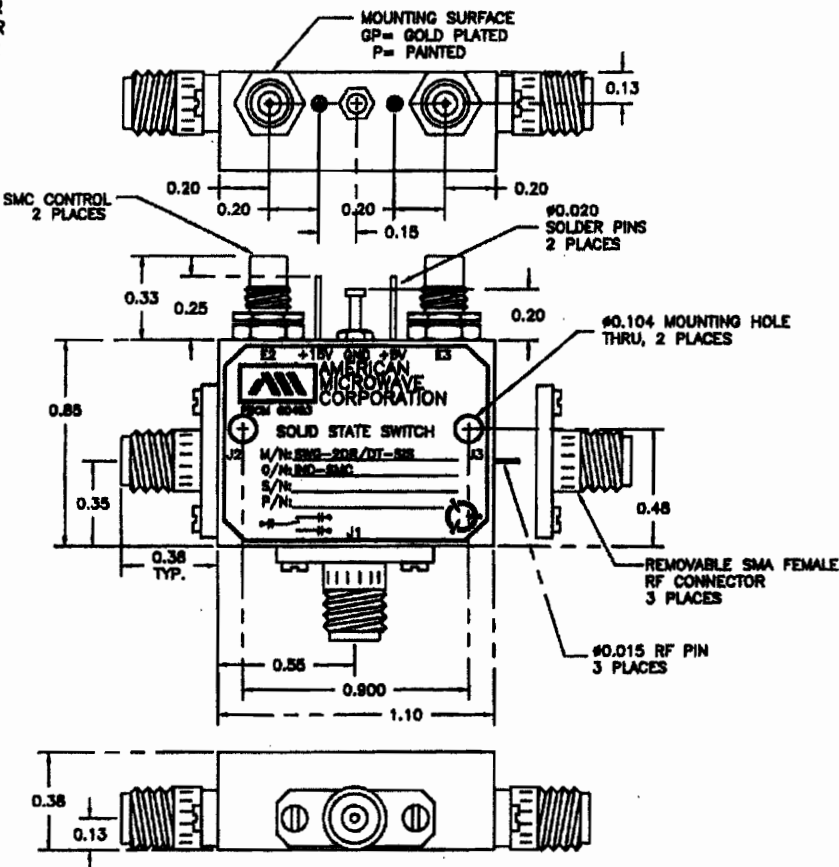 MOUNTING SURFACE
GP= GOLD PLATED
P= PAINTED
0.13
0.20
0.20
0.20
0.20
0.15
SMC CONTROL
2 PLACES
ø0.020
SOLDER PINS
2 PLACES
0.33
0.25
0.20
ø0.104 MOUNTING HOLE
THRU, 2 PLACES
E2 +15V GND +5V E3
AMERICAN
MICROWAVE
CORPORATION
SOLID STATE SWITCH
J2
J3
M/N:
O/N:
S/N:
P/N:
J1
0.85
0.35
0.38
TYP.
0.48
REMOVABLE SMA FEMALE
RF CONNECTOR
3 PLACES
ø0.015 RF PIN
3 PLACES
0.55
0.900
1.10
0.38
0.13